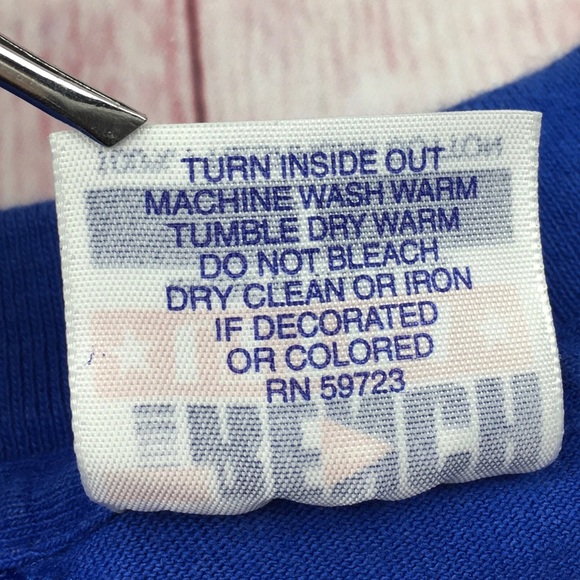 TURN INSIDE OUT
MACHINE WASH WARM
TUMBLE DRY WARM
DO NOT BLEACH
DRY CLEAN OR IRON
IF DECORATED
OR COLORED
RN 59723